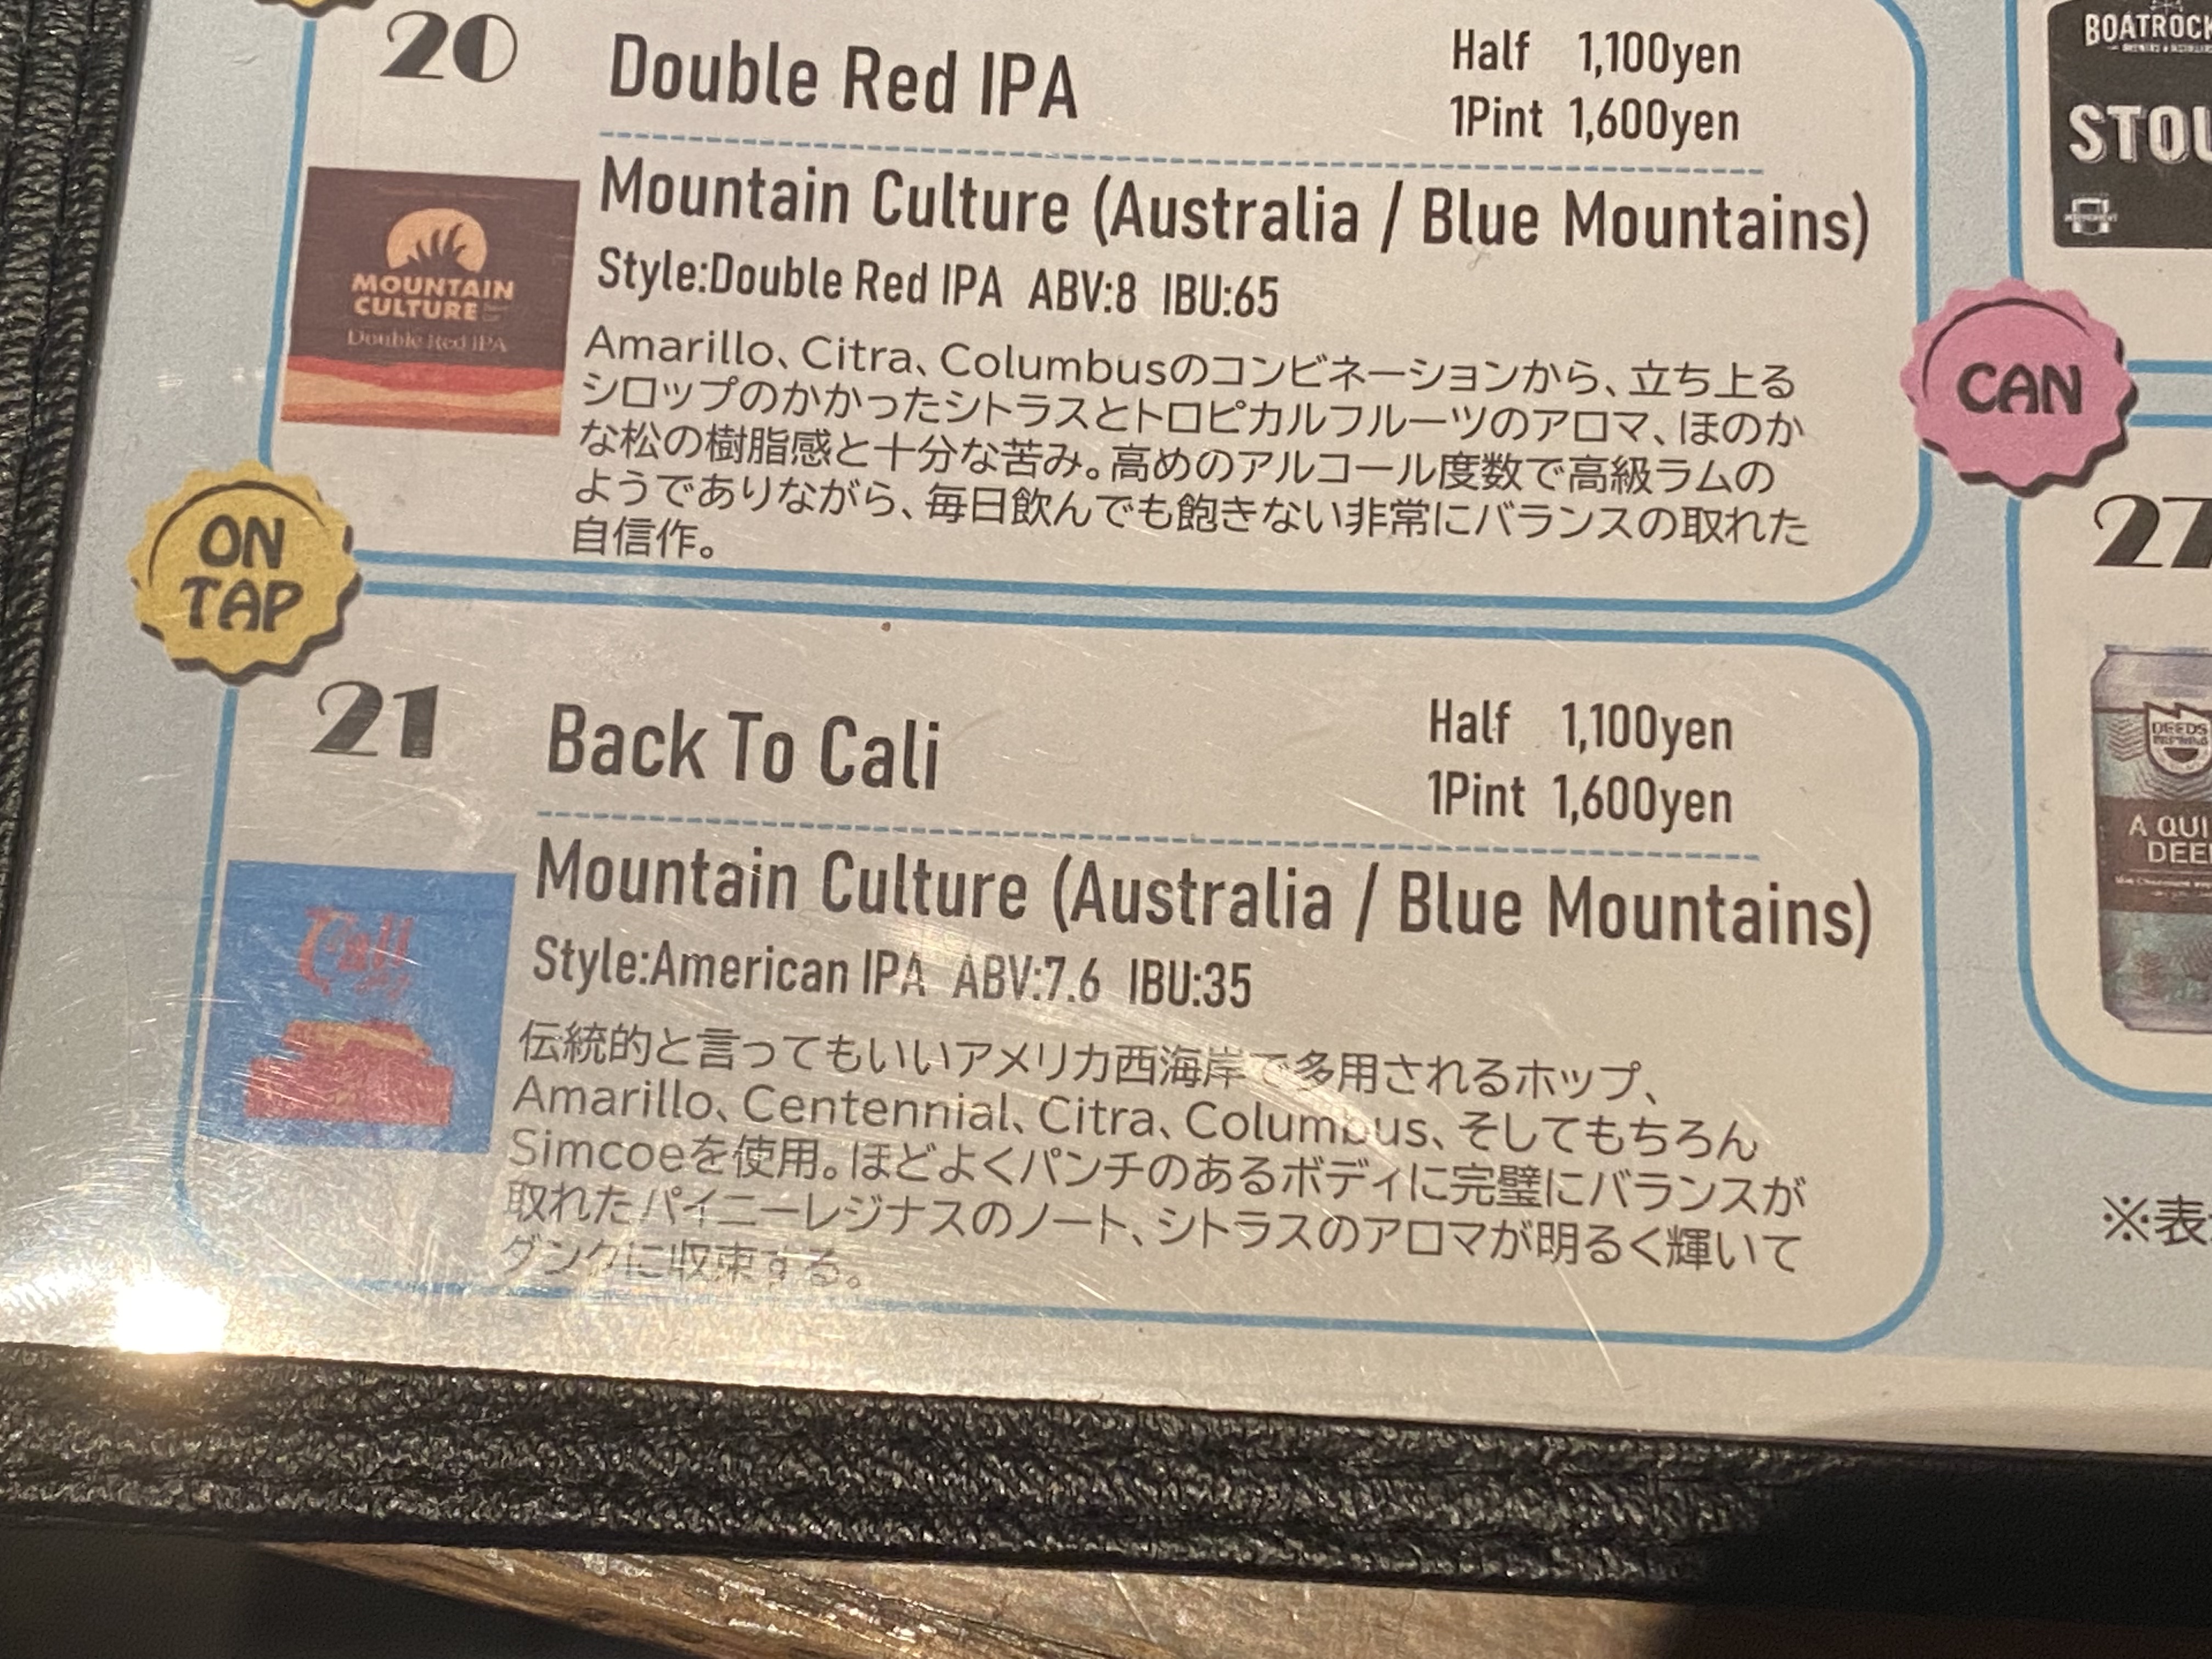 20 Double Red IPA Half 1,100yen
1Pint 1,600yen
Mountain Culture (Australia / Blue Mountains)
Style:Double Red IPA ABV:8 IBU:65
MOUNTAIN
CULTURE
Double Red IPA
Amarillo、Citra、Columbusのコンビネーションから、立ち上る
シロップのかかったシトラスとトロピカルフルーツのアロマ、ほのか
な松の樹脂感と十分な苦み。高めのアルコール度数で高級ラムの
ようでありながら、毎日飲んでも飽きない非常にバランスの取れた
自信作。
ON
TAP
21 Back To Cali Half 1,100yen
1Pint 1,600yen
Mountain Culture (Australia / Blue Mountains)
Style:American IPA ABV:7.6 IBU:35
Cali
伝統的と言ってもいいアメリカ西海岸で多用されるホップ、
Amarillo、Centennial、Citra、Columbus、そしてもちろん
Simcoeを使用。ほどよくパンチのあるボディに完璧にバランスが
取れたパイニーレジナスのノート、シトラスのアロマが明るく輝いて
ダンクに収束する。
BOATROCK
STOU
CAN
27
DEEDS
BREWING
A QUI
DEE
※表